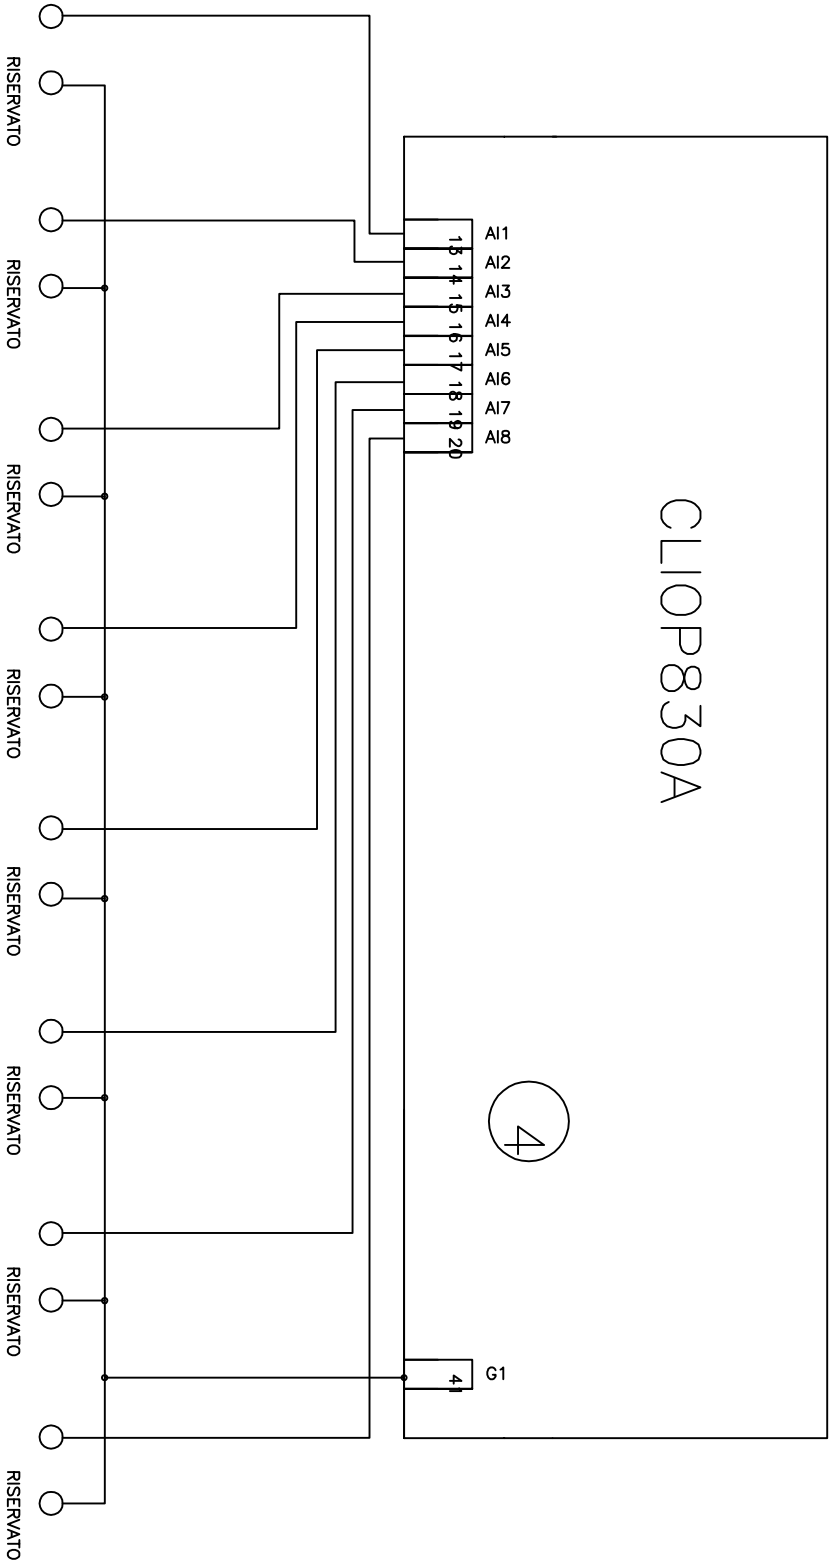 RISERVATO
RISERVATO
RISERVATO
RISERVATO
RISERVATO
RISERVATO
RISERVATO
RISERVATO
13 AI1
14 AI2
15 AI3
16 AI4
17 AI5
18 AI6
19 AI7
20 AI8
CLIOP830A
4
41 G1